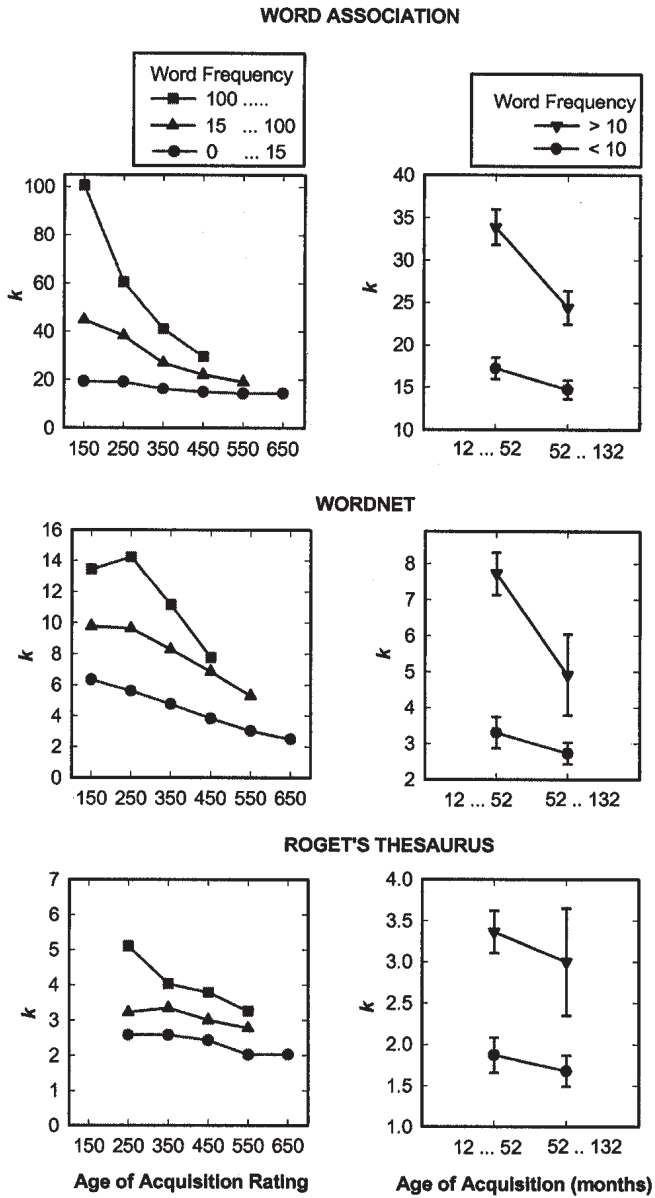 WORD ASSOCIATION
Word Frequency
100 .....
15 ... 100
0 ... 15
Word Frequency
> 10
< 10
100
80
60
40
20
0
k
150 250 350 450 550 650
40
35
30
25
20
15
10
k
12 ... 52 52 .. 132
WORDNET
16
14
12
10
8
6
4
2
0
k
150 250 350 450 550 650
8
7
6
5
4
3
2
k
12 ... 52 52 .. 132
ROGET'S THESAURUS
7
6
5
4
3
2
1
0
k
150 250 350 450 550 650
Age of Acquisition Rating
4.0
3.5
3.0
2.5
2.0
1.5
1.0
k
12 ... 52 52 .. 132
Age of Acquisition (months)